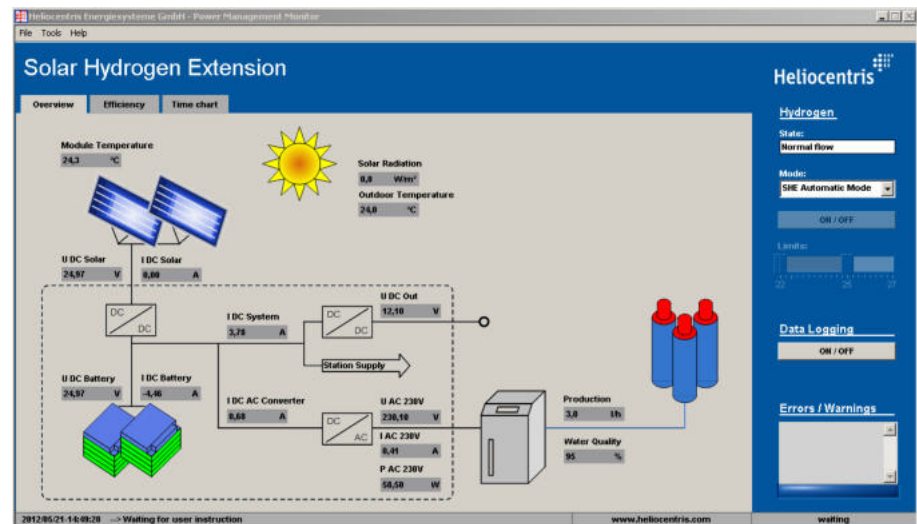 Heliocentris Energiesysteme GmbH - Power Management Monitor
File Tools Help
Solar Hydrogen Extension
Heliocentris
Overview Efficiency Time chart
Module Temperature
24,3 °C
Solar Radiation
0,0 W/m²
Outdoor Temperature
24,0 °C
U DC Solar I DC Solar
24,97 V 0,00 A
DC
DC
I DC System
3,78 A
DC
DC
U DC Out
12,10 V
Station Supply
U DC Battery I DC Battery
24,97 V -4,46 A
I DC AC Converter
0,68 A
DC
AC
U AC 230V
230,10 V
I AC 230V
0,41 A
P AC 230V
50,50 W
Production
3,0 l/h
Water Quality
95 %
Hydrogen
State:
Normal flow
Mode:
SHE Automatic Mode
ON / OFF
Limits:
22 26 27
Data Logging
ON / OFF
Errors / Warnings
2012/05/21-14:49:28 --> Waiting for user instruction
www.heliocentris.com
waiting